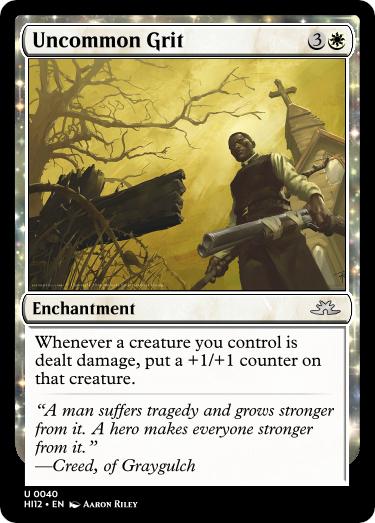 Uncommon Grit 3
Enchantment
Whenever a creature you control is
dealt damage, put a +1/+1 counter on
that creature.
“A man suffers tragedy and grows stronger
from it. A hero makes everyone stronger
from it.”
—Creed, of Graygulch
U 0040
HI12 • EN Aaron Riley